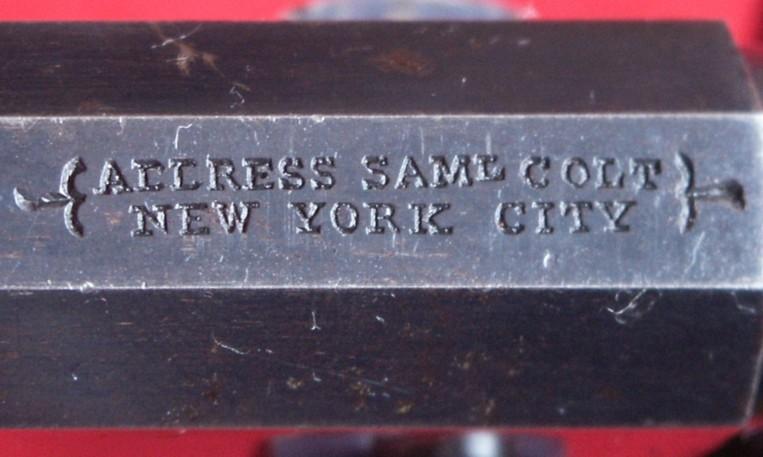 ADDRESS SAML COLT
NEW YORK CITY